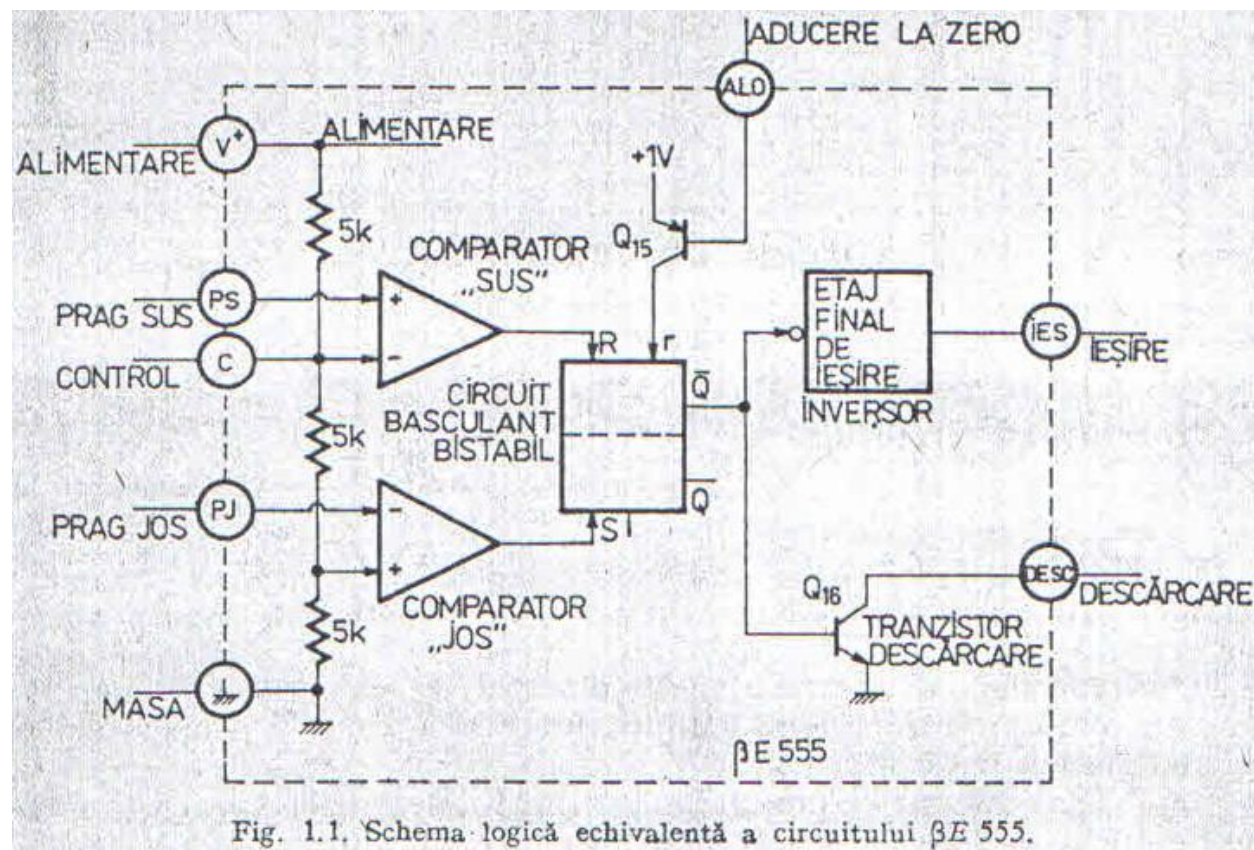 ADUCERE LA ZERO
ALO
V+
ALIMENTARE
ALIMENTARE
+1V
5k
Q15
COMPARATOR
„SUS"
PS
PRAG SUS
+
-
R
r
ETAJ
FINAL
DE
IEȘIRE
INVERSOR
IES
IEȘIRE
C
CONTROL
CIRCUIT
BASCULANT
BISTABIL
Q̅
Q
S
5k
PJ
PRAG JOS
-
+
COMPARATOR
„JOS"
5k
Q16
DESC
DESCĂRCARE
TRANZISTOR
DESCĂRCARE
MASA
βE 555
Fig. 1.1. Schema logică echivalentă a circuitului βE 555.